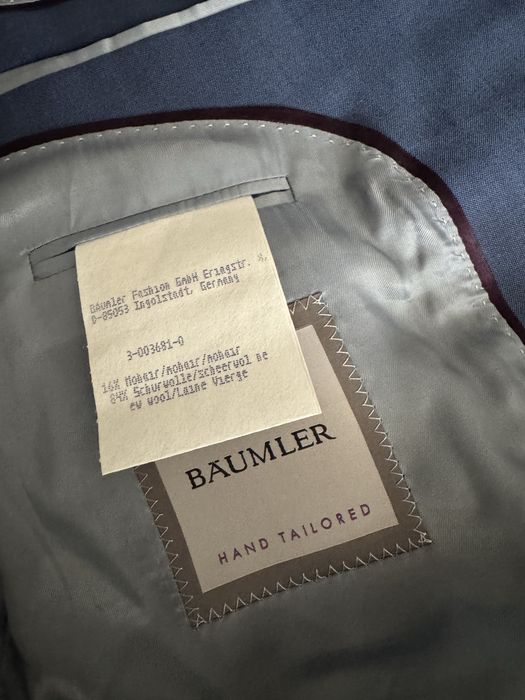 Bäumler Fashion GmbH Eringstr. 4,
D-85053 Ingolstadt, Germany
3-003681-0
16% Mohair/mohair/mohair
84% Schurwolle/scheerwol ne
ew wool/Laine Vierge
BÄUMLER
HAND TAILORED